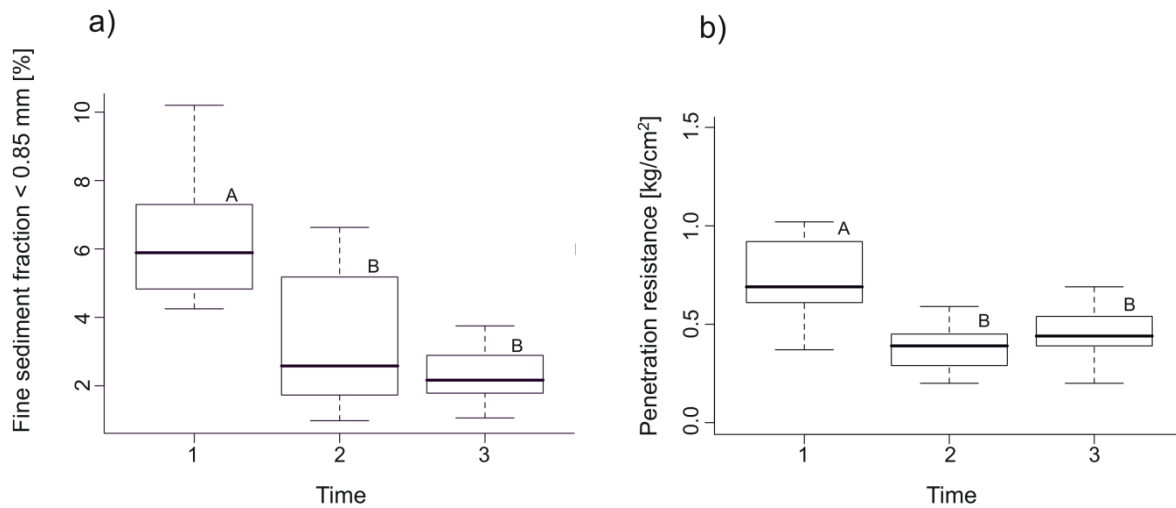 a)
Fine sediment fraction < 0.85 mm [%]
10
8
6
4
2
A
B
B
1 2 3
Time
b)
Penetration resistance [kg/cm²]
1.5
1.0
0.5
0.0
A
B
B
1 2 3
Time